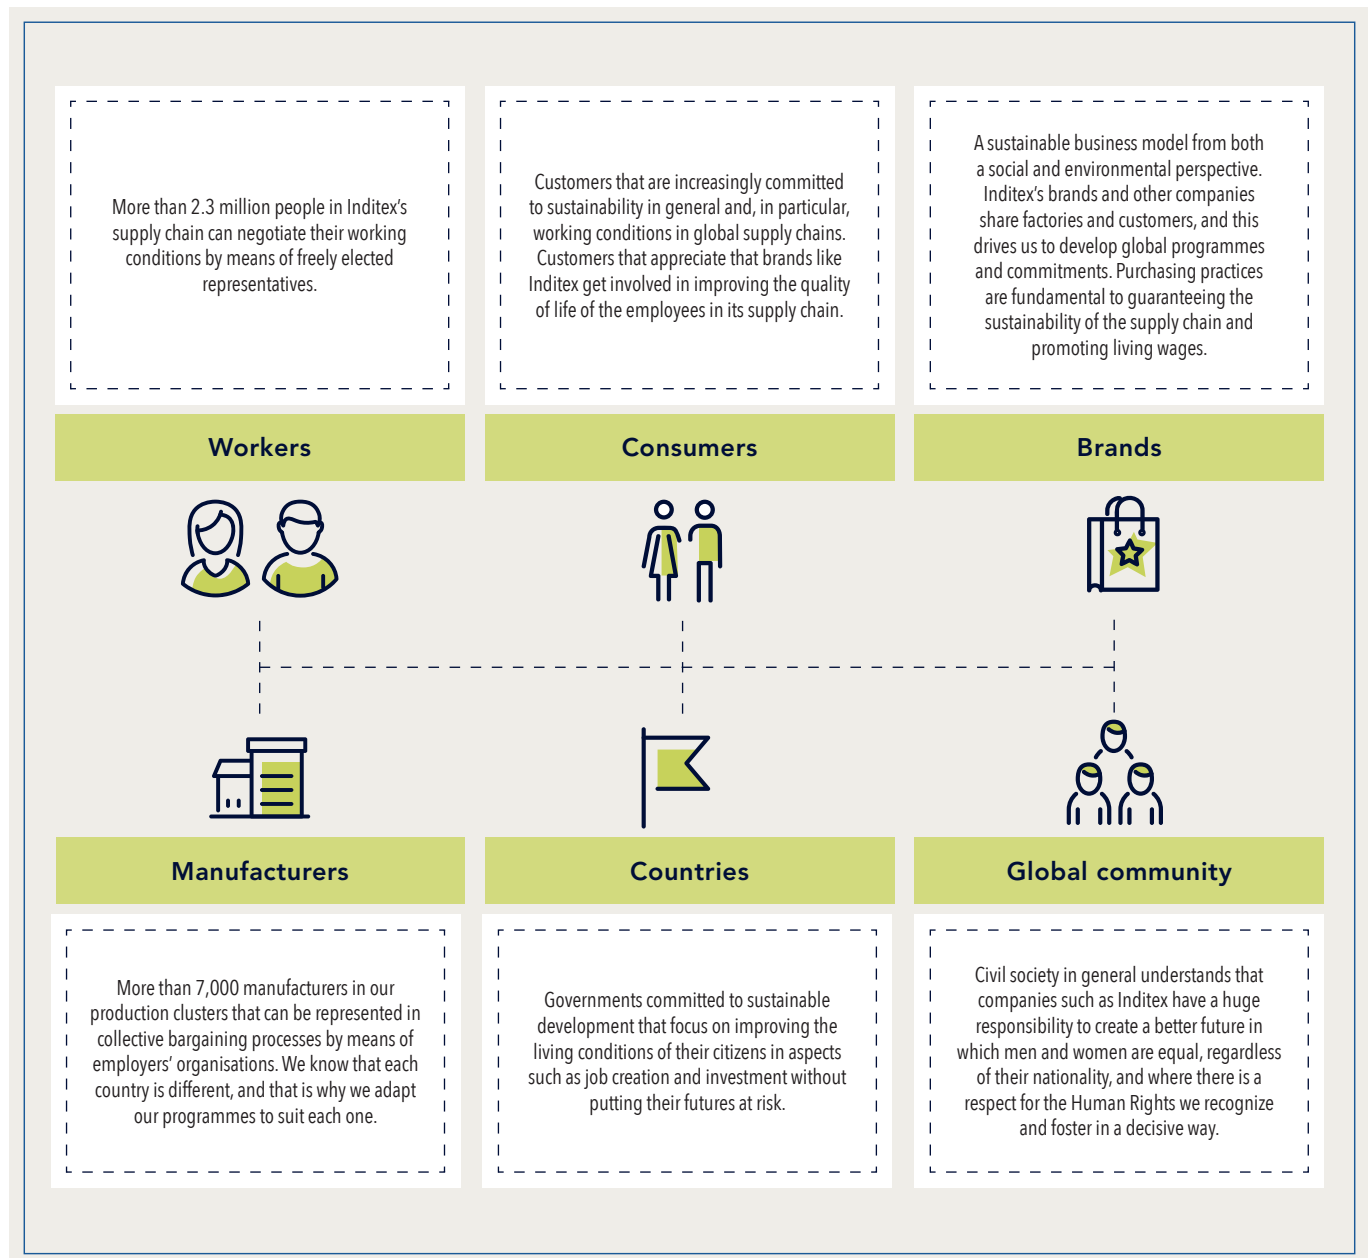 More than 2.3 million people in Inditex's
supply chain can negotiate their working
conditions by means of freely elected
representatives.
Workers
Customers that are increasingly committed
to sustainability in general and, in particular,
working conditions in global supply chains.
Customers that appreciate that brands like
Inditex get involved in improving the quality
of life of the employees in its supply chain.
Consumers
A sustainable business model from both
a social and environmental perspective.
Inditex's brands and other companies
share factories and customers, and this
drives us to develop global programmes
and commitments. Purchasing practices
are fundamental to guaranteeing the
sustainability of the supply chain and
promoting living wages.
Brands
Manufacturers
More than 7,000 manufacturers in our
production clusters that can be represented in
collective bargaining processes by means of
employers' organisations. We know that each
country is different, and that is why we adapt
our programmes to suit each one.
Countries
Governments committed to sustainable
development that focus on improving the
living conditions of their citizens in aspects
such as job creation and investment without
putting their futures at risk.
Global community
Civil society in general understands that
companies such as Inditex have a huge
responsibility to create a better future in
which men and women are equal, regardless
of their nationality, and where there is a
respect for the Human Rights we recognize
and foster in a decisive way.